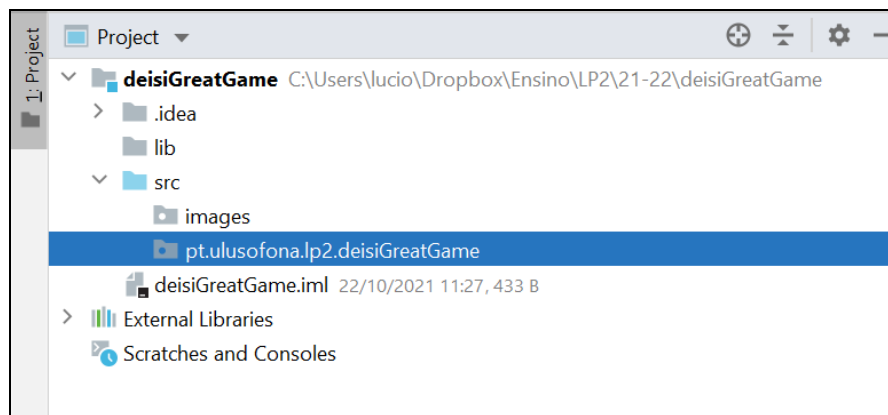 1: Project
Project
deisiGreatGame C:\Users\lucio\Dropbox\Ensino\LP2\21-22\deisiGreatGame
.idea
lib
src
images
pt.ulusofona.lp2.deisiGreatGame
deisiGreatGame.iml 22/10/2021 11:27, 433 B
External Libraries
Scratches and Consoles